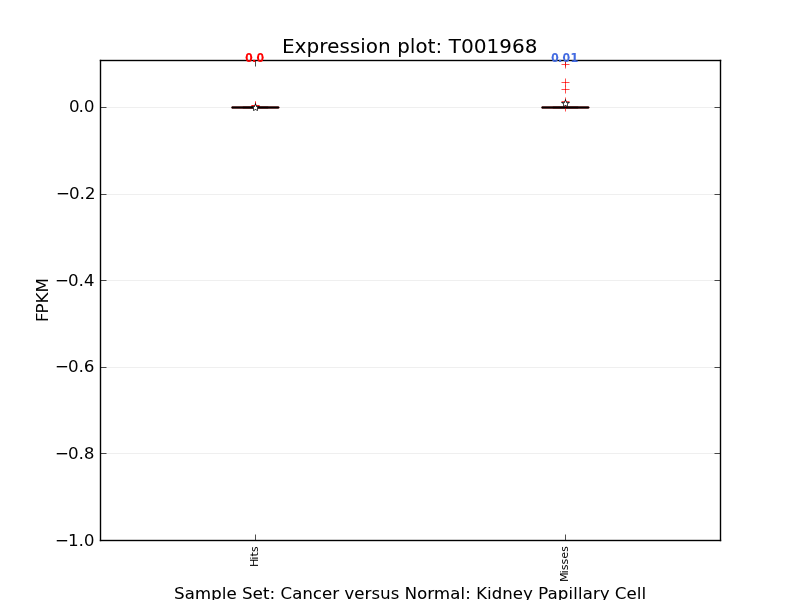 Expression plot: T001968
0.0
0.01
0.0
−0.2
−0.4
−0.6
−0.8
−1.0
FPKM
Hits
Misses
Sample Set: Cancer versus Normal: Kidney Papillary Cell